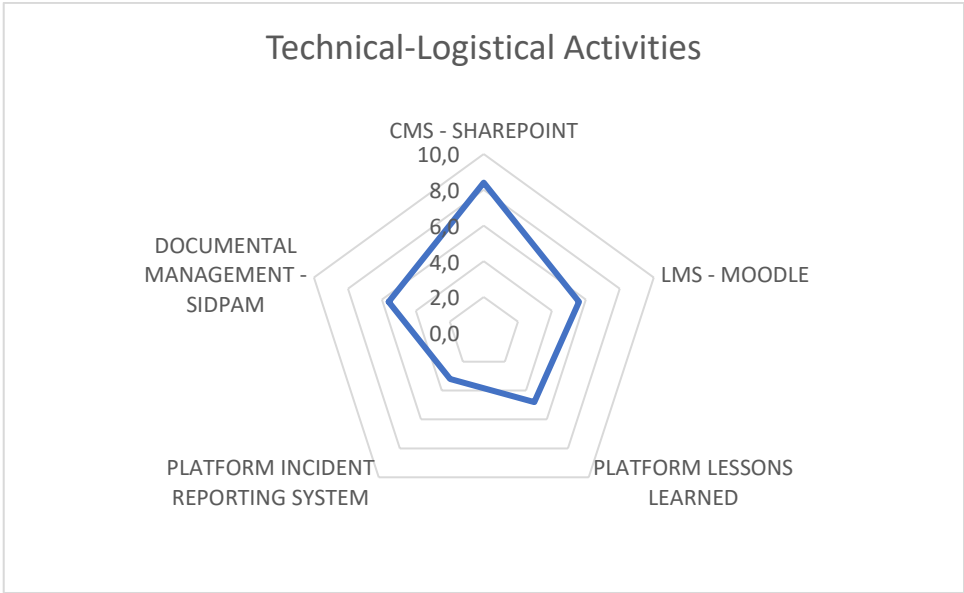 Technical-Logistical Activities
CMS - SHAREPOINT
10,0
8,0
6,0
4,0
2,0
0,0
LMS - MOODLE
PLATFORM LESSONS
LEARNED
PLATFORM INCIDENT
REPORTING SYSTEM
DOCUMENTAL
MANAGEMENT -
SIDPAM